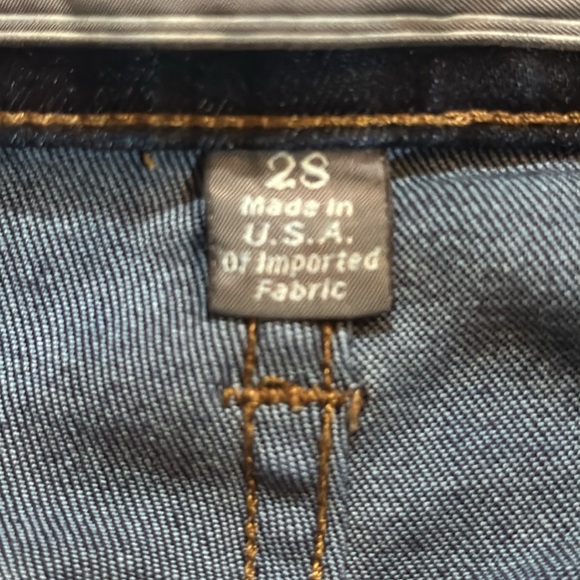 28
Made In
U.S.A.
Of Imported
Fabric